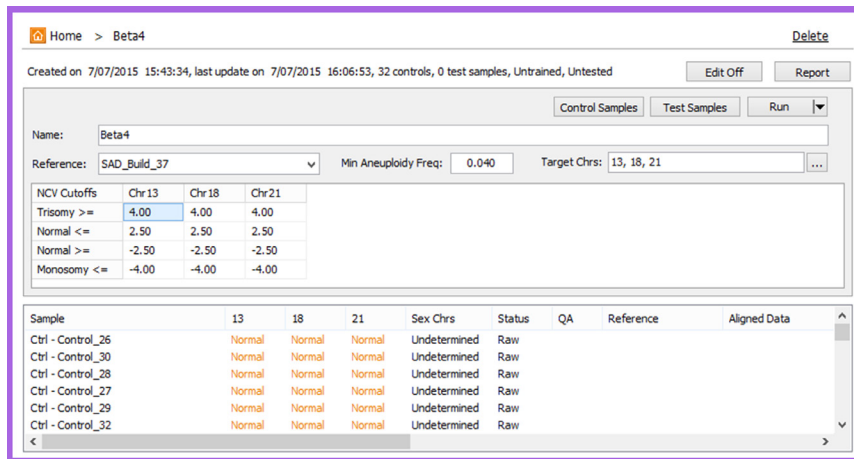 Home > Beta4 Delete
Created on 7/07/2015 15:43:34, last update on 7/07/2015 16:06:53, 32 controls, 0 test samples, Untrained, Untested Edit Off Report
Control Samples Test Samples Run
Name: Beta4
Reference: SAD_Build_37 Min Aneuploidy Freq: 0.040 Target Chrs: 13, 18, 21 ...
NCV Cutoffs Chr13 Chr18 Chr21
Trisomy >= 4.00 4.00 4.00
Normal <= 2.50 2.50 2.50
Normal >= -2.50 -2.50 -2.50
Monosomy <= -4.00 -4.00 -4.00
Sample 13 18 21 Sex Chrs Status QA Reference Aligned Data
Ctrl - Control_26 Normal Normal Normal Undetermined Raw
Ctrl - Control_30 Normal Normal Normal Undetermined Raw
Ctrl - Control_28 Normal Normal Normal Undetermined Raw
Ctrl - Control_27 Normal Normal Normal Undetermined Raw
Ctrl - Control_29 Normal Normal Normal Undetermined Raw
Ctrl - Control_32 Normal Normal Normal Undetermined Raw